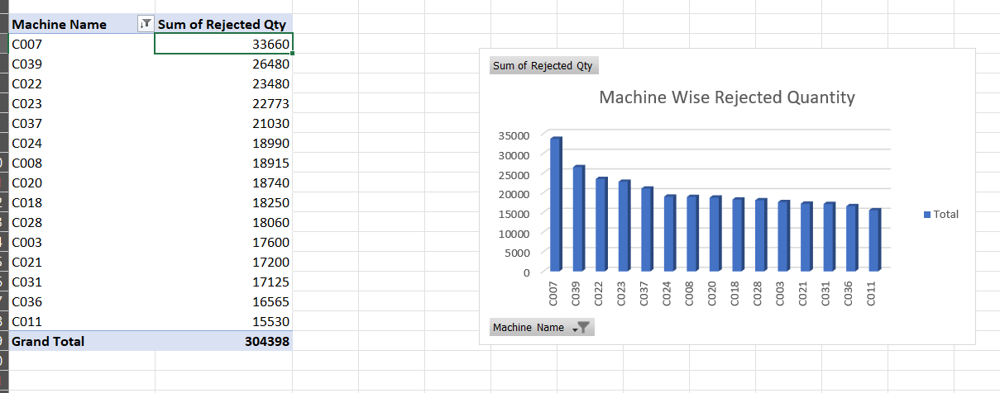 Machine Name Sum of Rejected Qty
C007 33660
C039 26480
C022 23480
C023 22773
C037 21030
C024 18990
C008 18915
C020 18740
C018 18250
C028 18060
C003 17600
C021 17200
C031 17125
C036 16565
C011 15530
Grand Total 304398
Sum of Rejected Qty
Machine Wise Rejected Quantity
35000
30000
25000
20000
15000
10000
5000
0
C007 C039 C022 C023 C037 C024 C008 C020 C018 C028 C003 C021 C031 C036 C011
Total
Machine Name